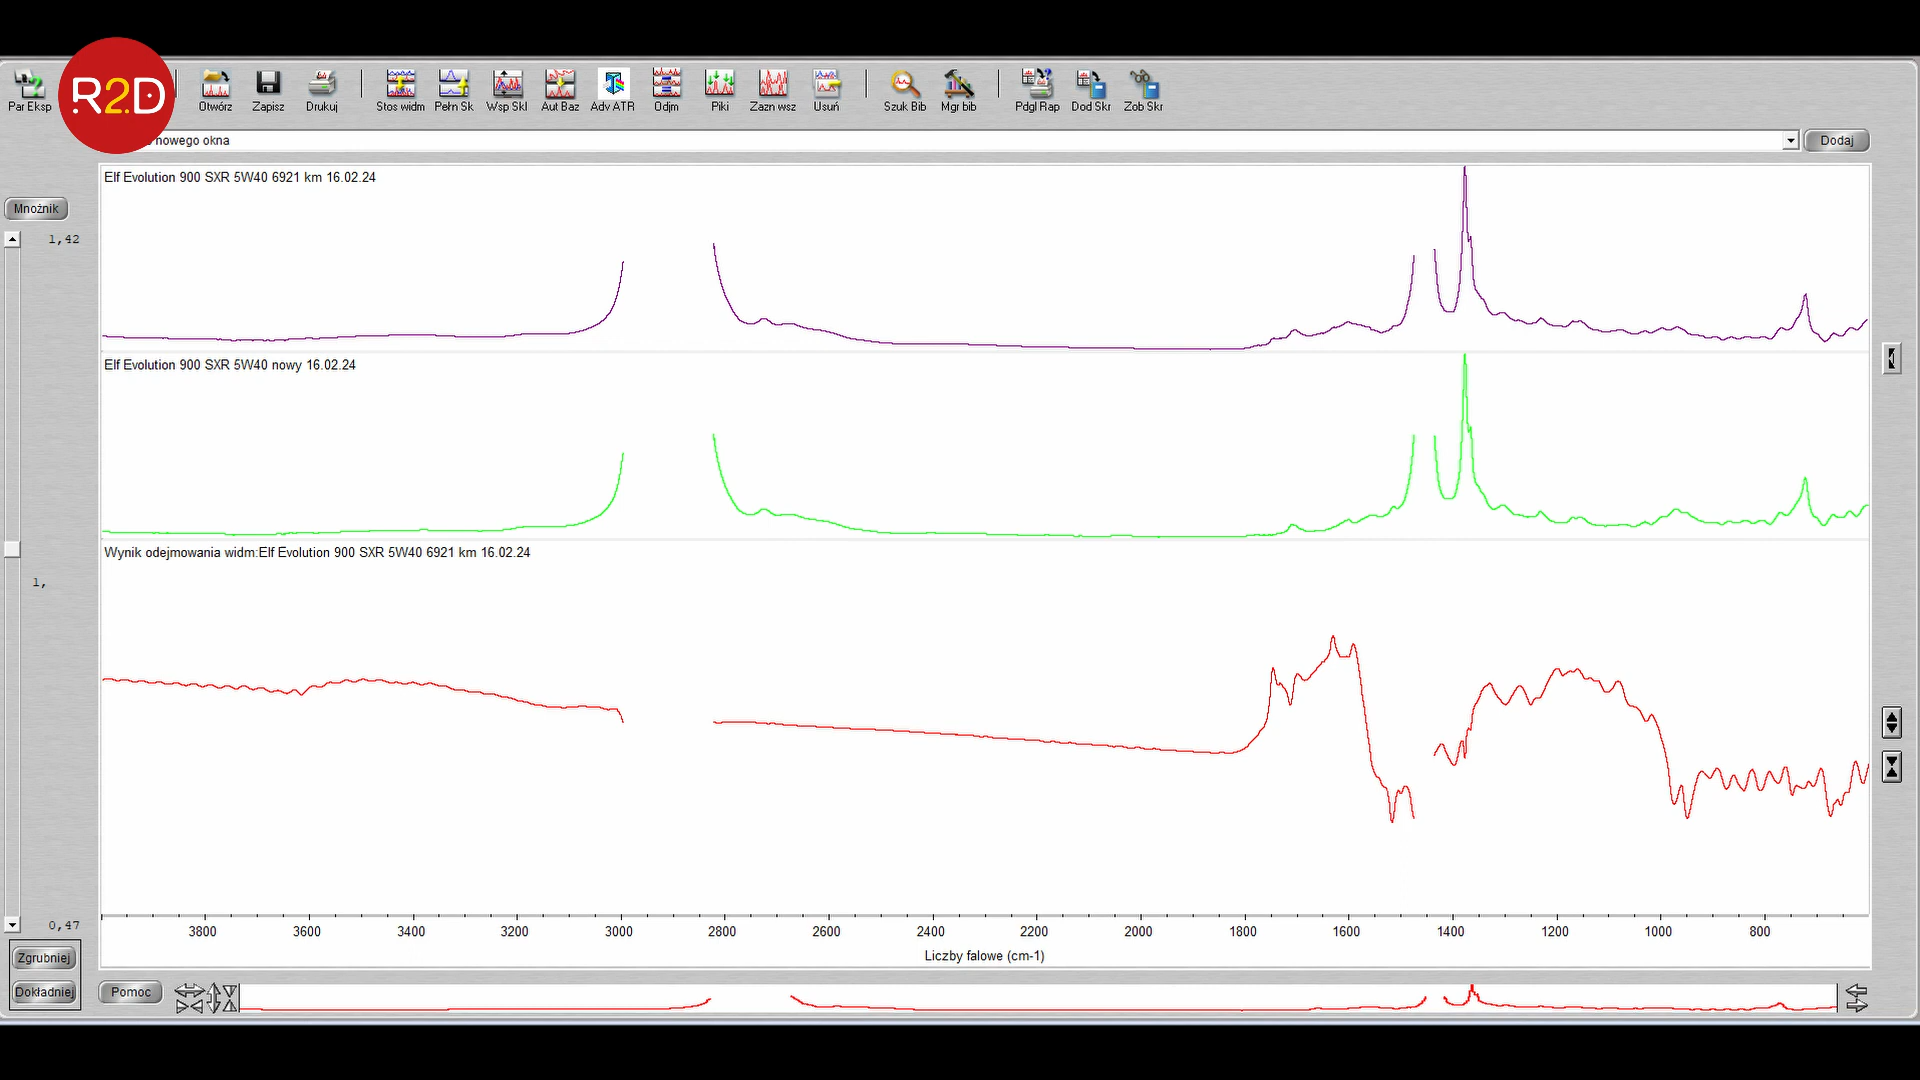 R2D
Par Eksp Otwórz Zapisz Drukuj Stos widm Pełn Sk Wsp Skl Aut Baz Adv ATR Odjm Piki Zazn wsz Usuń Szuk Bib Mgr bib Pdgl Rap Dod Skr Zob Skr
nowego okna Dodaj
Elf Evolution 900 SXR 5W40 6921 km 16.02.24
Mnożnik
1,42
Elf Evolution 900 SXR 5W40 nowy 16.02.24
Wynik odejmowania widm:Elf Evolution 900 SXR 5W40 6921 km 16.02.24
1,
0,47
3800 3600 3400 3200 3000 2800 2600 2400 2200 2000 1800 1600 1400 1200 1000 800
Liczby falowe (cm-1)
Zgrubniej
Dokładniej
Pomoc